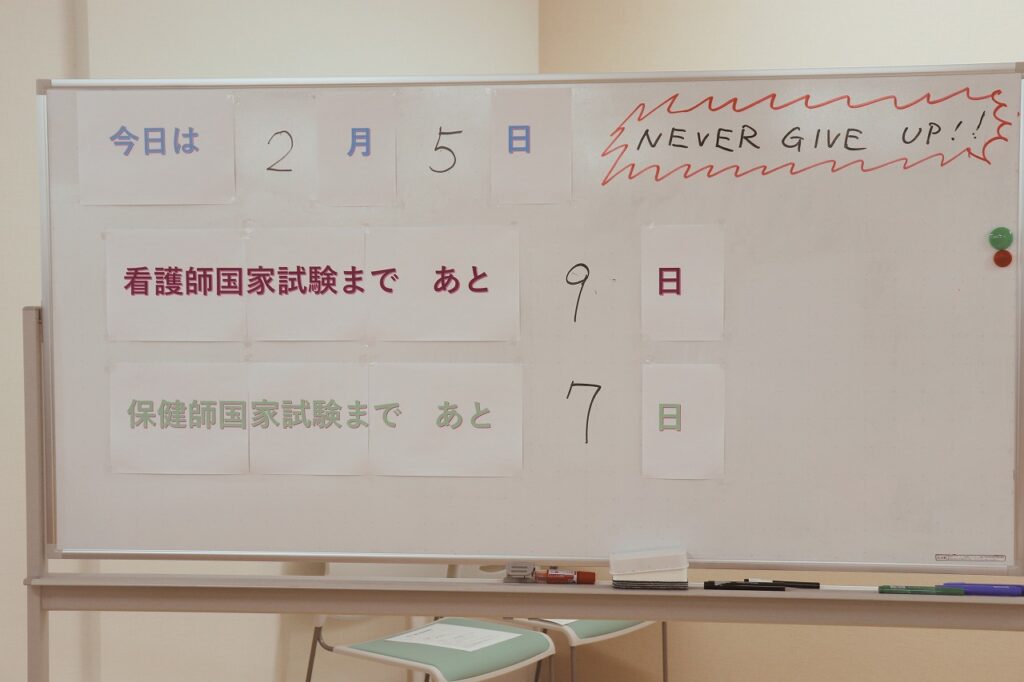 今日は 2 月 5 日
NEVER GIVE UP!!
看護師国家試験まで あと 9 日
保健師国家試験まで あと 7 日